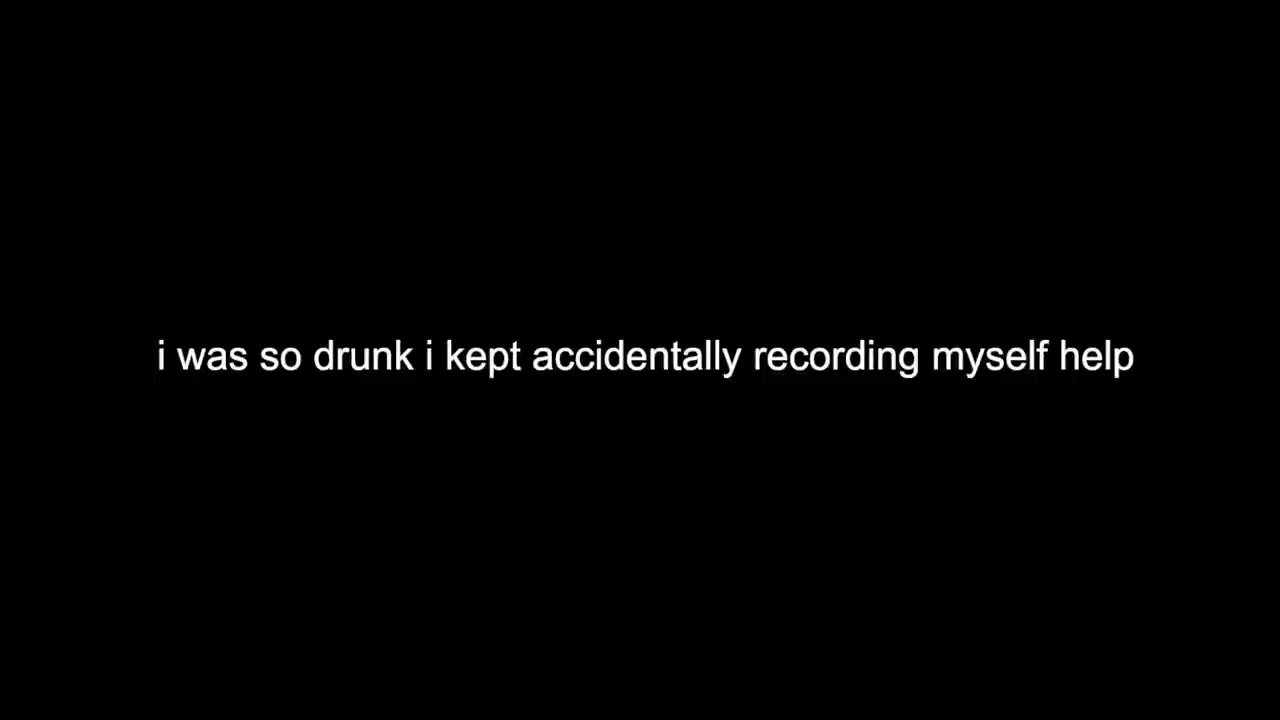 i was so drunk i kept accidentally recording myself help